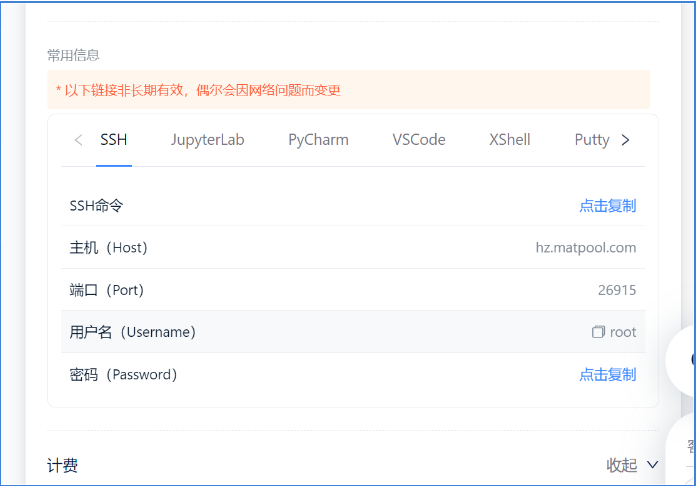 常用信息
* 以下链接非长期有效，偶尔会因网络问题而变更
SSH JupyterLab PyCharm VSCode XShell Putty
SSH命令 点击复制
主机（Host） hz.matpool.com
端口（Port） 26915
用户名（Username） root
密码（Password） 点击复制
计费 收起